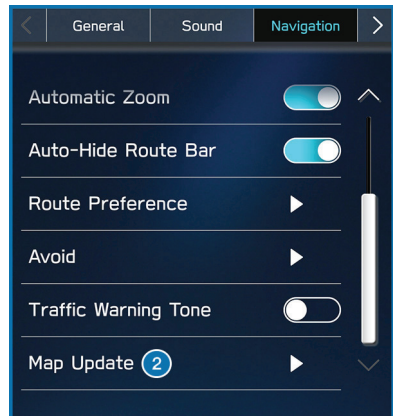 General Sound Navigation
Automatic Zoom
Auto-Hide Route Bar
Route Preference
Avoid
Traffic Warning Tone
Map Update 2